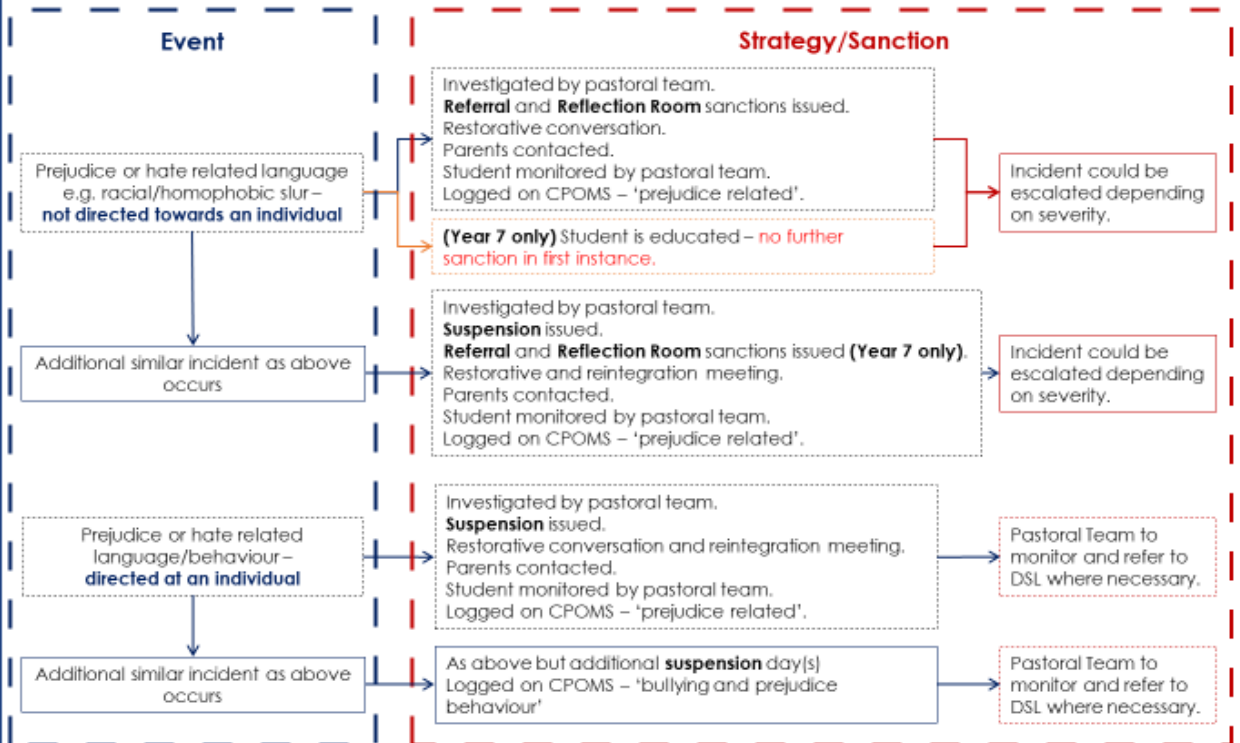 Event
Strategy/Sanction
Prejudice or hate related language
e.g. racial/homophobic slur –
not directed towards an individual
Investigated by pastoral team.
Referral and Reflection Room sanctions issued.
Restorative conversation.
Parents contacted.
Student monitored by pastoral team.
Logged on CPOMS – ‘prejudice related’.
(Year 7 only) Student is educated – no further
sanction in first instance.
Incident could be
escalated depending
on severity.
Additional similar incident as above
occurs
Investigated by pastoral team.
Suspension issued.
Referral and Reflection Room sanctions issued (Year 7 only).
Restorative and reintegration meeting.
Parents contacted.
Student monitored by pastoral team.
Logged on CPOMS – ‘prejudice related’.
Incident could be
escalated depending
on severity.
Prejudice or hate related
language/behaviour –
directed at an individual
Investigated by pastoral team.
Suspension issued.
Restorative conversation and reintegration meeting.
Parents contacted.
Student monitored by pastoral team.
Logged on CPOMS – ‘prejudice related’.
Pastoral Team to
monitor and refer to
DSL where necessary.
Additional similar incident as above
occurs
As above but additional suspension day(s)
Logged on CPOMS – ‘bullying and prejudice
behaviour’
Pastoral Team to
monitor and refer to
DSL where necessary.